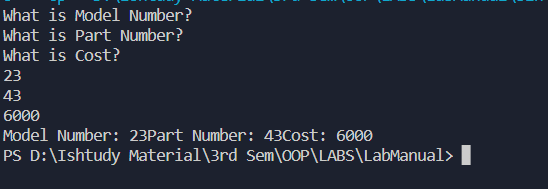 What is Model Number?
What is Part Number?
What is Cost?
23
43
6000
Model Number: 23Part Number: 43Cost: 6000
PS D:\Ishtudy Material\3rd Sem\OOP\LABS\LabManual>